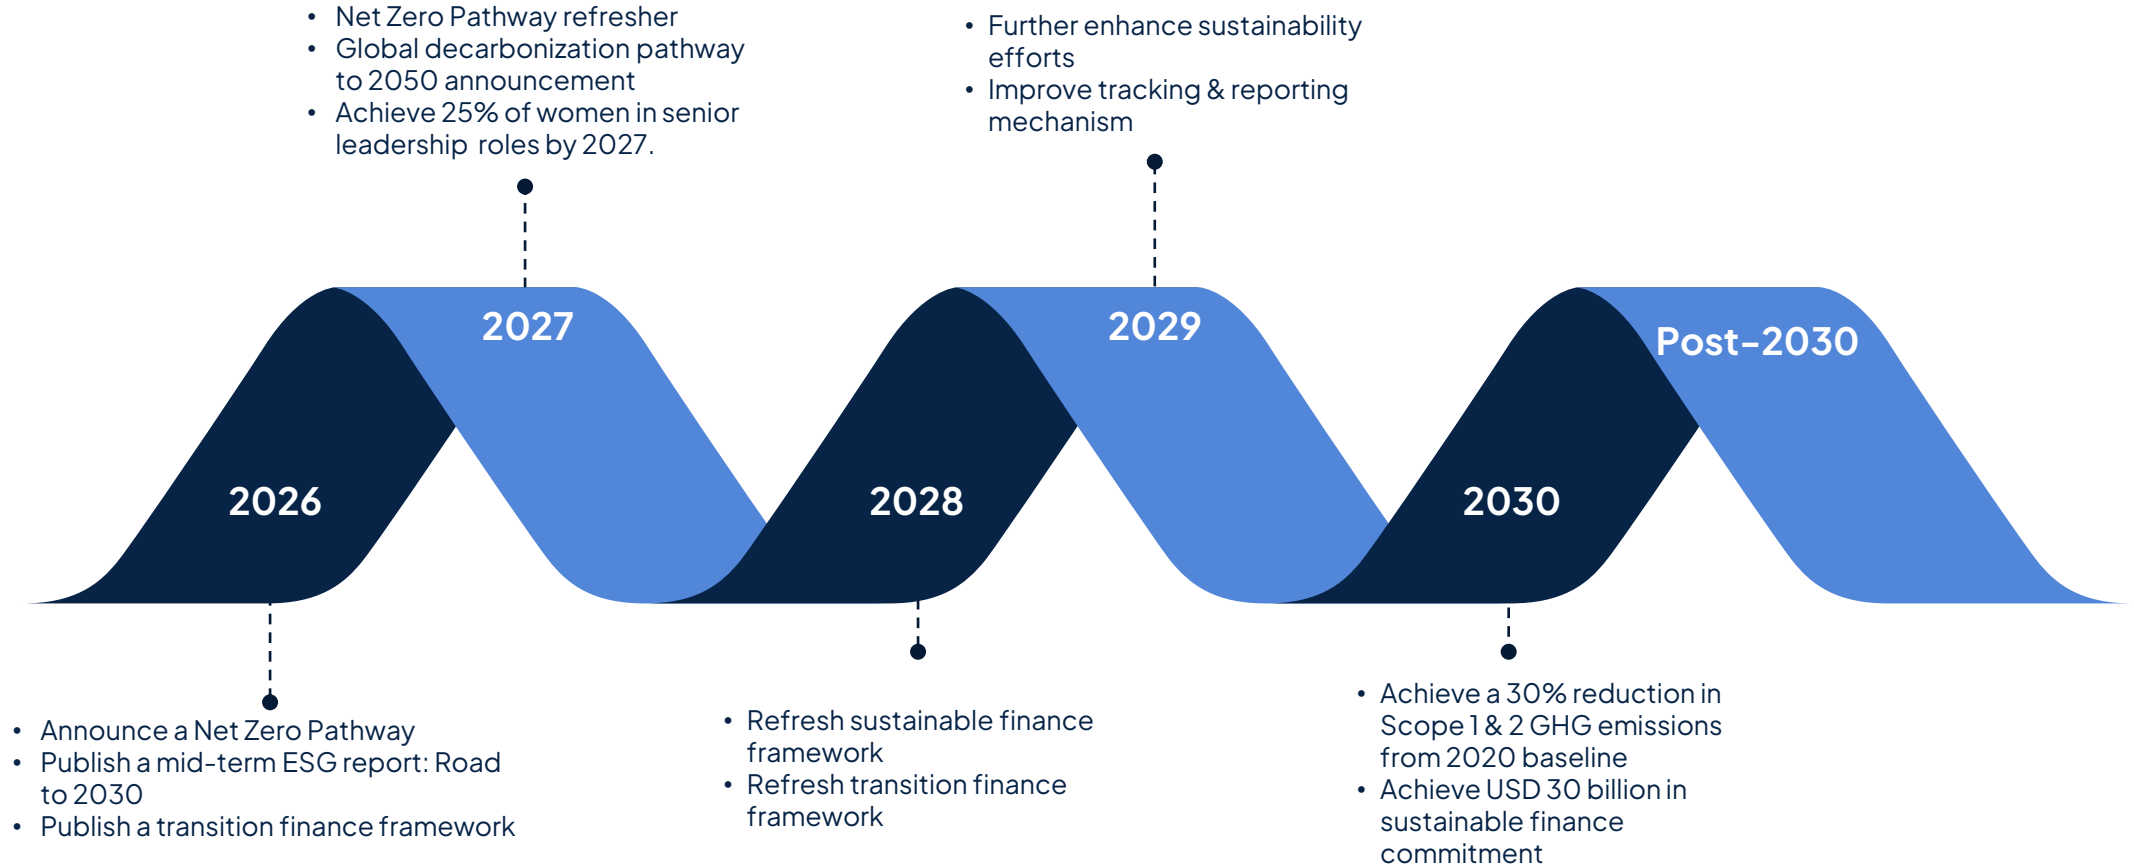 • Net Zero Pathway refresher
• Global decarbonization pathway
to 2050 announcement
• Achieve 25% of women in senior
leadership roles by 2027.
• Further enhance sustainability
efforts
• Improve tracking & reporting
mechanism
2027
2029
Post-2030
2026
2028
2030
• Announce a Net Zero Pathway
• Publish a mid-term ESG report: Road
to 2030
• Publish a transition finance framework
• Refresh sustainable finance
framework
• Refresh transition finance
framework
• Achieve a 30% reduction in
Scope 1 & 2 GHG emissions
from 2020 baseline
• Achieve USD 30 billion in
sustainable finance
commitment